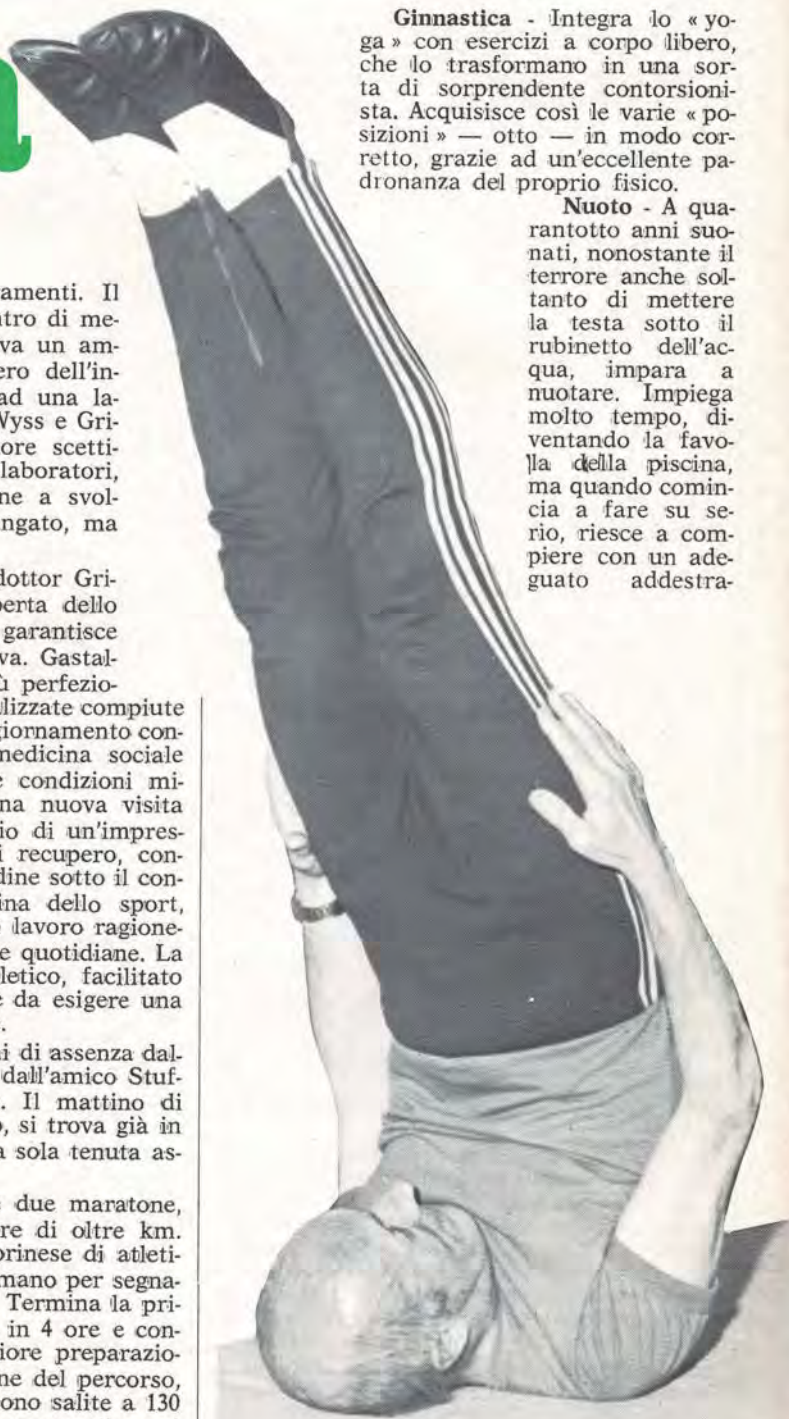 a
amenti. Il
tro di me-
va un am-
ero dell'in-
ad una la-
Wyss e Gri-
ore scetti-
laboratori,
ne a svol-
ngato, ma
dottor Gri-
perta dello
garantisce
va. Gastal-
ù perfezio-
lizzate compiute
giornamento con-
medicina sociale
e condizioni mi-
na nuova visita
io di un'impres-
i recupero, con-
dine sotto il con-
ina dello sport,
lavoro ragione-
e quotidiane. La
letico, facilitato
e da esigere una
.
ni di assenza dal-
dall'amico Stuf-
. Il mattino di
o, si trova già in
a sola tenuta as-
e due maratone,
re di oltre km.
orinese di atleti-
mano per segna-
Termina la pri-
in 4 ore e con-
iore preparazio-
ne del percorso,
ono salite a 130
Ginnastica - Integra lo « yo-
ga » con esercizi a corpo libero,
che lo trasformano in una sor-
ta di sorprendente contorsioni-
sta. Acquisisce così le varie « po-
sizioni » — otto — in modo cor-
retto, grazie ad un'eccellente pa-
dronanza del proprio fisico.
Nuoto - A qua-
rantotto anni suo-
nati, nonostante il
terrore anche sol-
tanto di mettere
la testa sotto il
rubinetto dell'ac-
qua, impara a
nuotare. Impiega
molto tempo, di-
ventando la favo-
la della piscina,
ma quando comin-
cia a fare su se-
rio, riesce a com-
piere con un ade-
guato addestra-